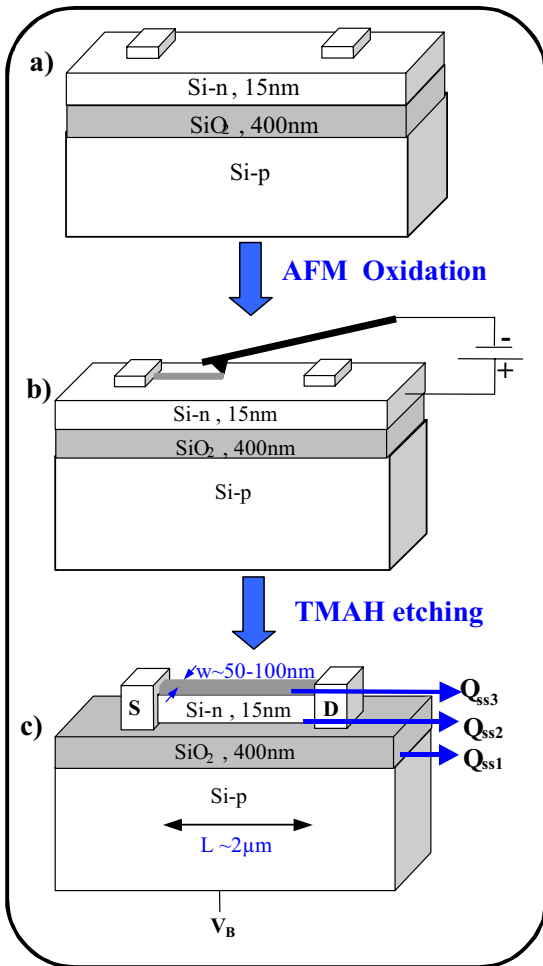 a)
Si-n , 15nm
SiO2 , 400nm
Si-p
AFM Oxidation
-
+
b)
Si-n , 15nm
SiO2 , 400nm
Si-p
TMAH etching
w~50-100nm
Qss3
S
Si-n , 15nm
D
Qss2
c)
SiO2 , 400nm
Qss1
Si-p
L ~2µm
VB